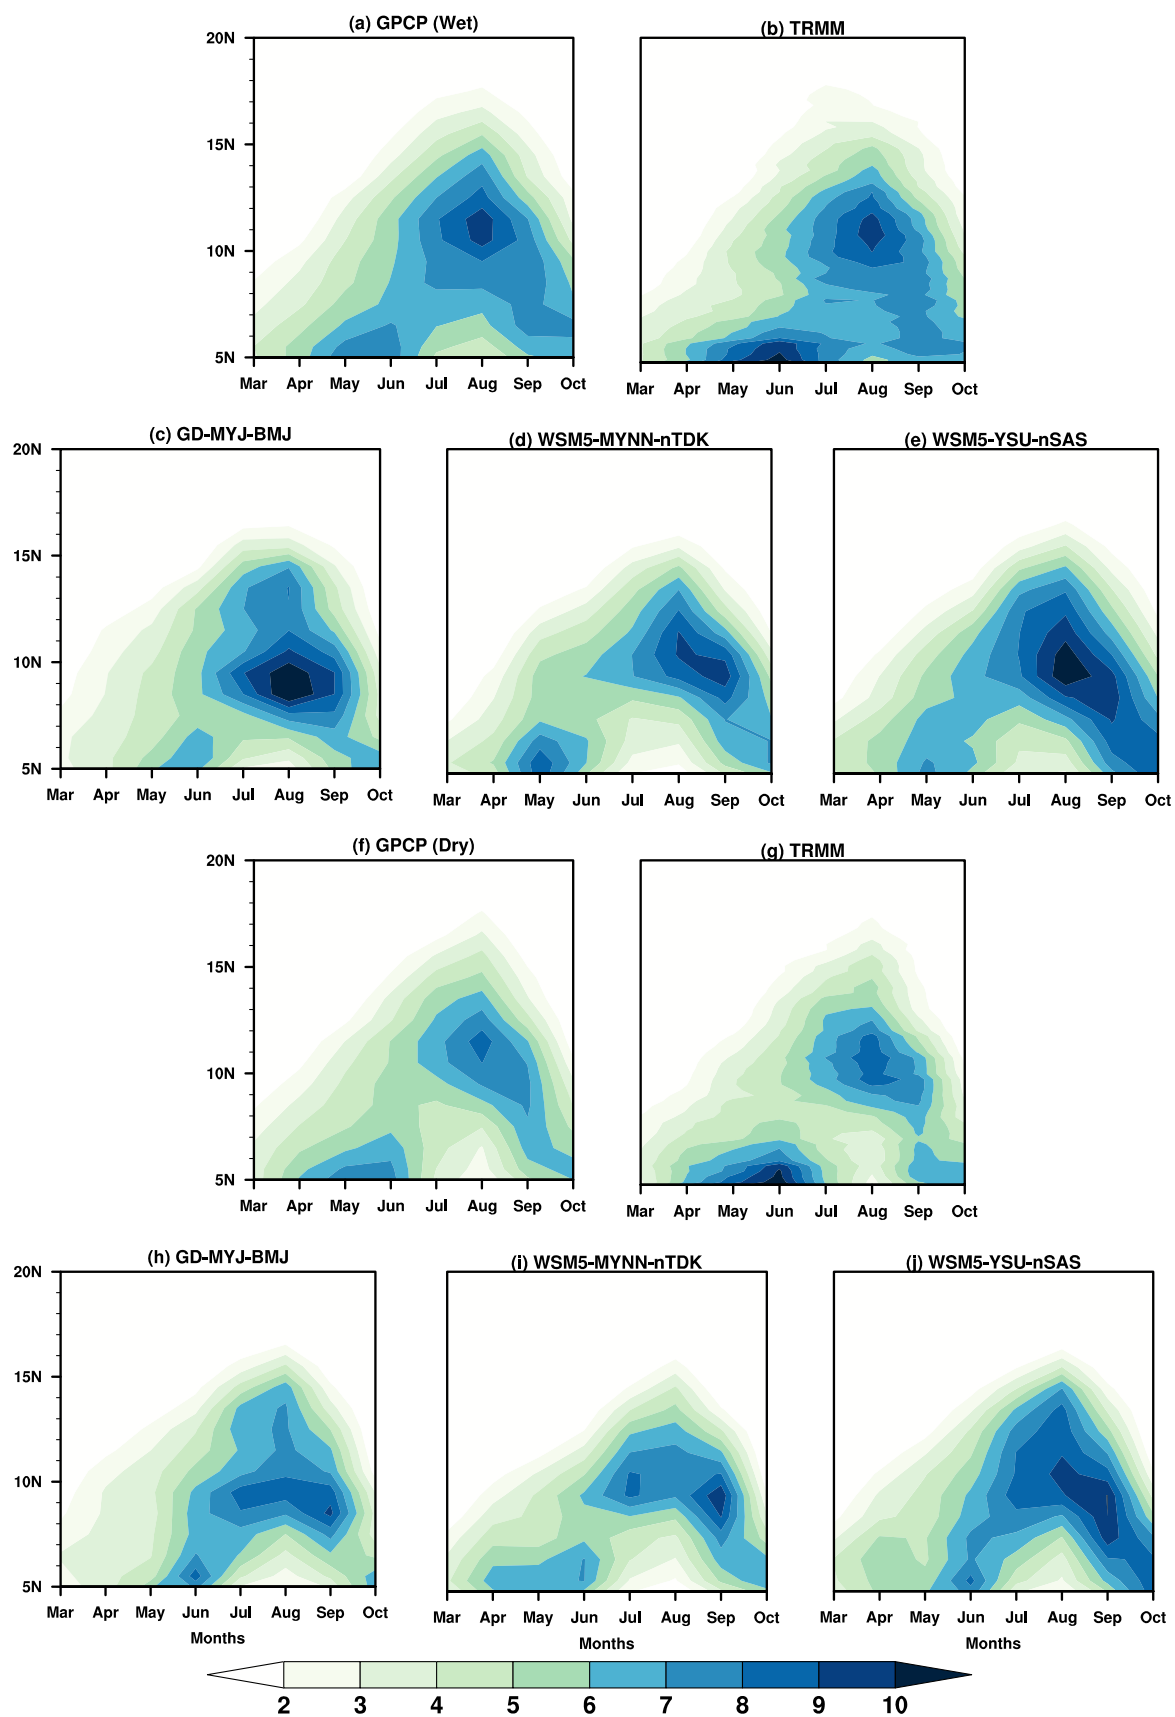 (a) GPCP (Wet)
(b) TRMM
20N
15N
10N
5N
Mar Apr May Jun Jul Aug Sep Oct
Mar Apr May Jun Jul Aug Sep Oct
(c) GD-MYJ-BMJ
(d) WSM5-MYNN-nTDK
(e) WSM5-YSU-nSAS
20N
15N
10N
5N
Mar Apr May Jun Jul Aug Sep Oct
Mar Apr May Jun Jul Aug Sep Oct
Mar Apr May Jun Jul Aug Sep Oct
(f) GPCP (Dry)
(g) TRMM
20N
15N
10N
5N
Mar Apr May Jun Jul Aug Sep Oct
Mar Apr May Jun Jul Aug Sep Oct
(h) GD-MYJ-BMJ
(i) WSM5-MYNN-nTDK
(j) WSM5-YSU-nSAS
20N
15N
10N
5N
Mar Apr May Jun Jul Aug Sep Oct
Mar Apr May Jun Jul Aug Sep Oct
Mar Apr May Jun Jul Aug Sep Oct
Months
Months
Months
2 3 4 5 6 7 8 9 10